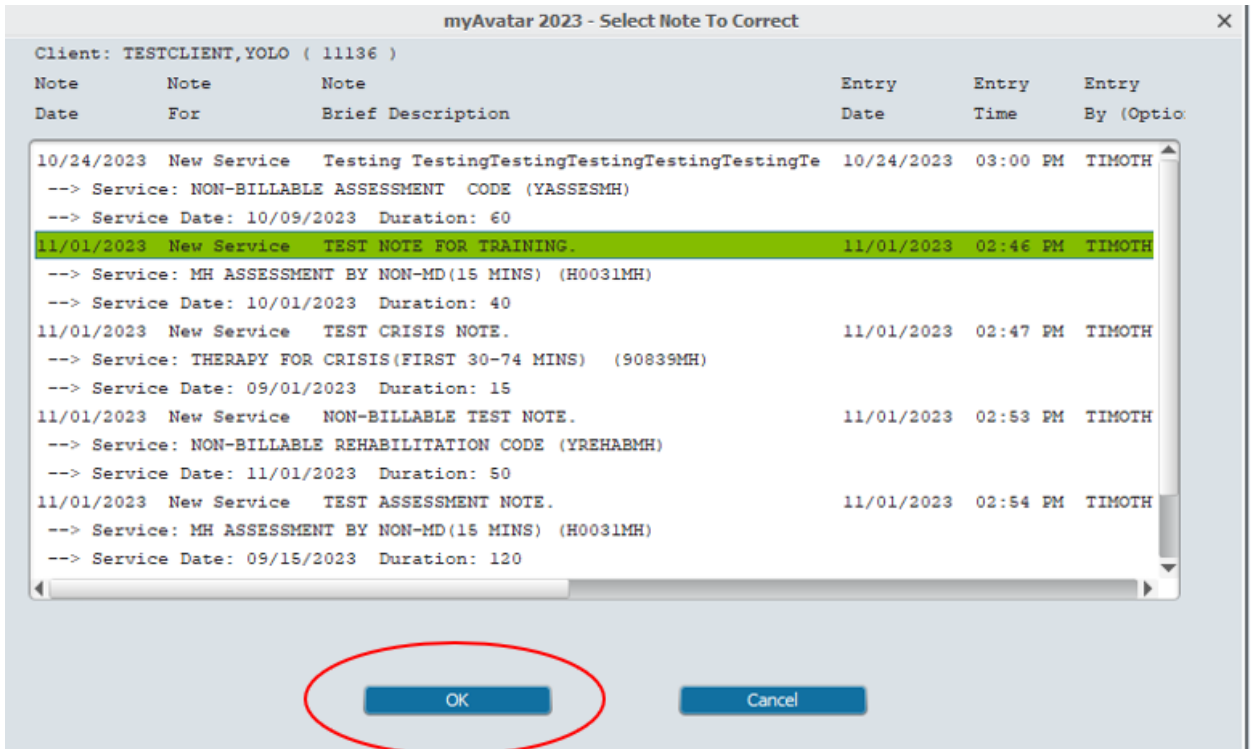 myAvatar 2023 - Select Note To Correct
Client: TESTCLIENT,YOLO ( 11136 )
Note Note Note Entry Entry Entry
Date For Brief Description Date Time By (Optio
10/24/2023 New Service Testing TestingTestingTestingTestingTestingTe 10/24/2023 03:00 PM TIMOTH
--> Service: NON-BILLABLE ASSESSMENT CODE (YASSESMH)
--> Service Date: 10/09/2023 Duration: 60
11/01/2023 New Service TEST NOTE FOR TRAINING. 11/01/2023 02:46 PM TIMOTH
--> Service: MH ASSESSMENT BY NON-MD(15 MINS) (H0031MH)
--> Service Date: 10/01/2023 Duration: 40
11/01/2023 New Service TEST CRISIS NOTE. 11/01/2023 02:47 PM TIMOTH
--> Service: THERAPY FOR CRISIS(FIRST 30-74 MINS) (90839MH)
--> Service Date: 09/01/2023 Duration: 15
11/01/2023 New Service NON-BILLABLE TEST NOTE. 11/01/2023 02:53 PM TIMOTH
--> Service: NON-BILLABLE REHABILITATION CODE (YREHABMH)
--> Service Date: 11/01/2023 Duration: 50
11/01/2023 New Service TEST ASSESSMENT NOTE. 11/01/2023 02:54 PM TIMOTH
--> Service: MH ASSESSMENT BY NON-MD(15 MINS) (H0031MH)
--> Service Date: 09/15/2023 Duration: 120
OK Cancel